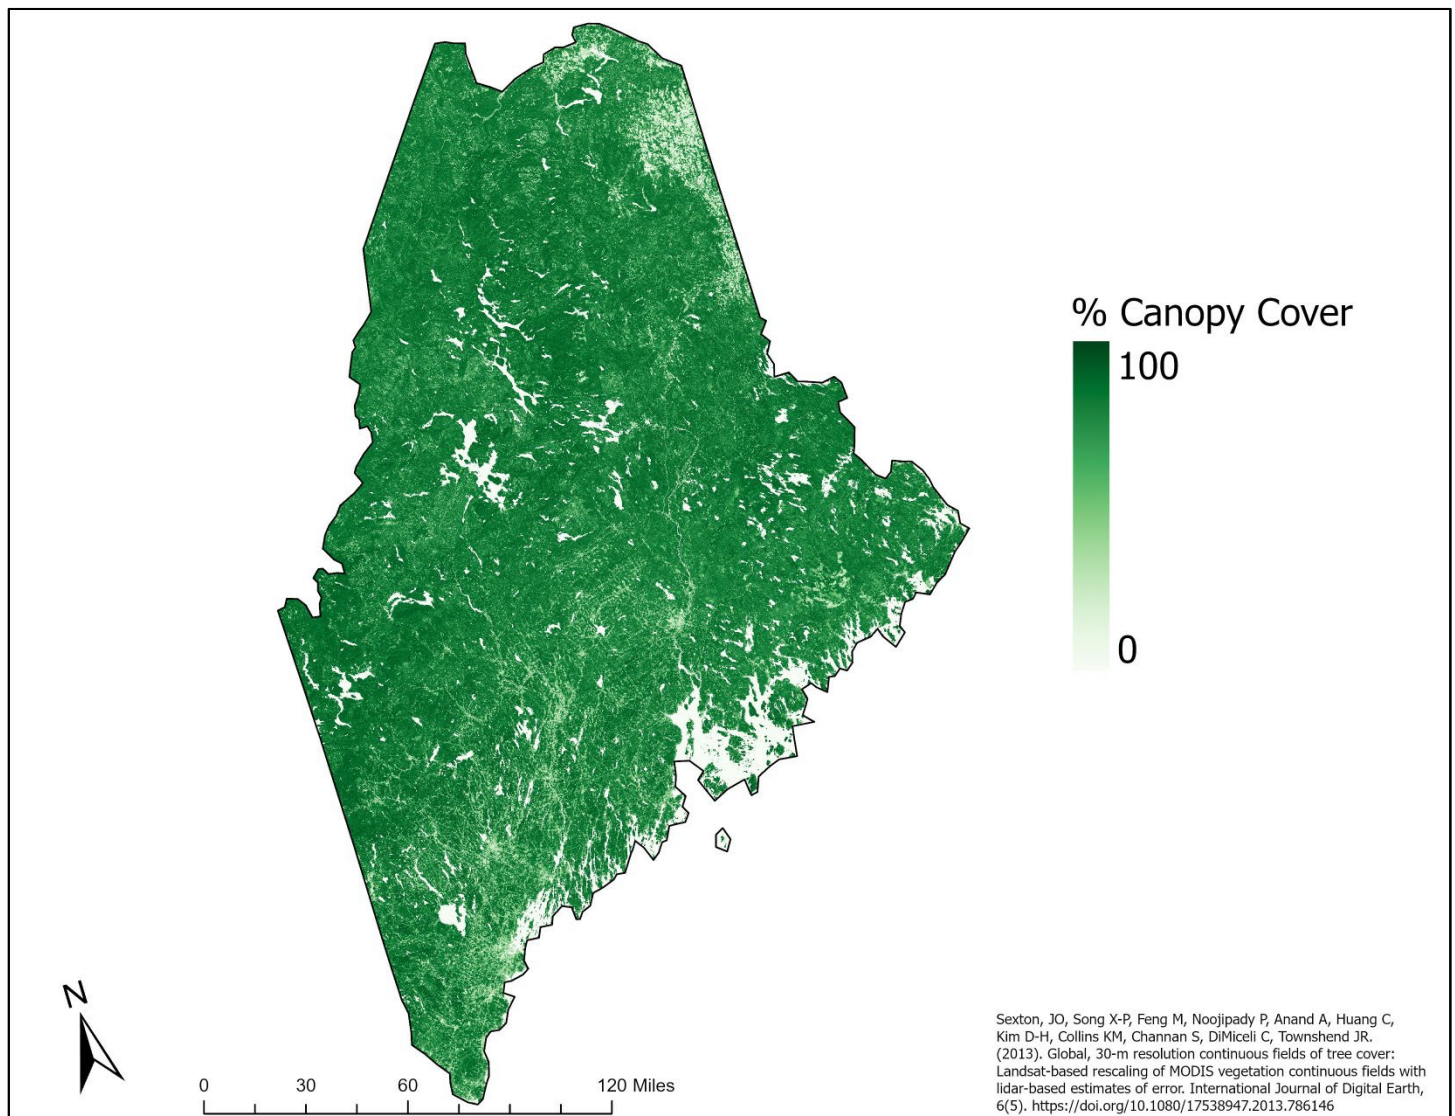 % Canopy Cover
100
0
N
0 30 60 120 Miles
Sexton, JO, Song X-P, Feng M, Noojipady P, Anand A, Huang C,
Kim D-H, Collins KM, Channan S, DiMiceli C, Townshend JR.
(2013). Global, 30-m resolution continuous fields of tree cover:
Landsat-based rescaling of MODIS vegetation continuous fields with
lidar-based estimates of error. International Journal of Digital Earth,
6(5). https://doi.org/10.1080/17538947.2013.786146